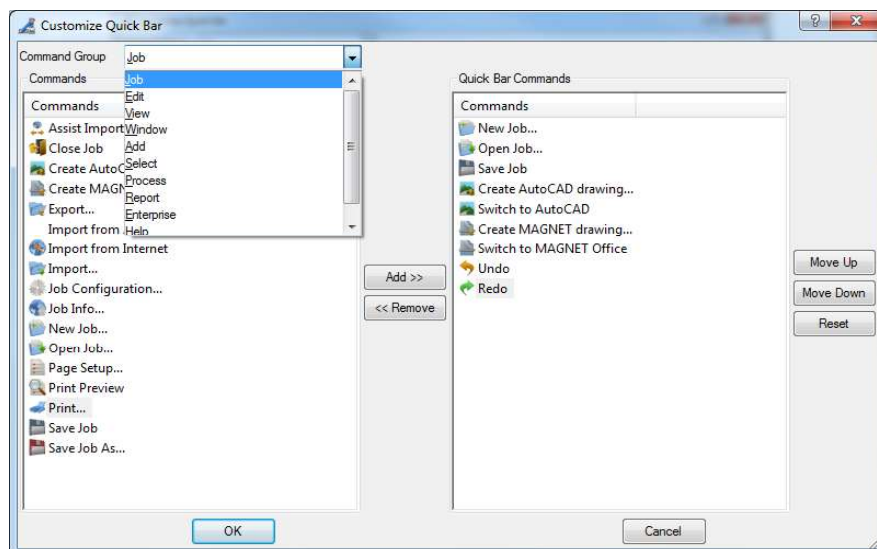 Customize Quick Bar
Command Group
Job
Commands
Job
Edit
View
Window
Add
Select
Process
Report
Enterprise
Help
Commands
Assist Import
Close Job
Create AutoC
Create MAGN
Export...
Import from
Import from Internet
Import...
Job Configuration...
Job Info...
New Job...
Open Job...
Page Setup...
Print Preview
Print...
Save Job
Save Job As...
Add >>
<< Remove
Quick Bar Commands
Commands
New Job...
Open Job...
Save Job
Create AutoCAD drawing...
Switch to AutoCAD
Create MAGNET drawing...
Switch to MAGNET Office
Undo
Redo
Move Up
Move Down
Reset
OK
Cancel